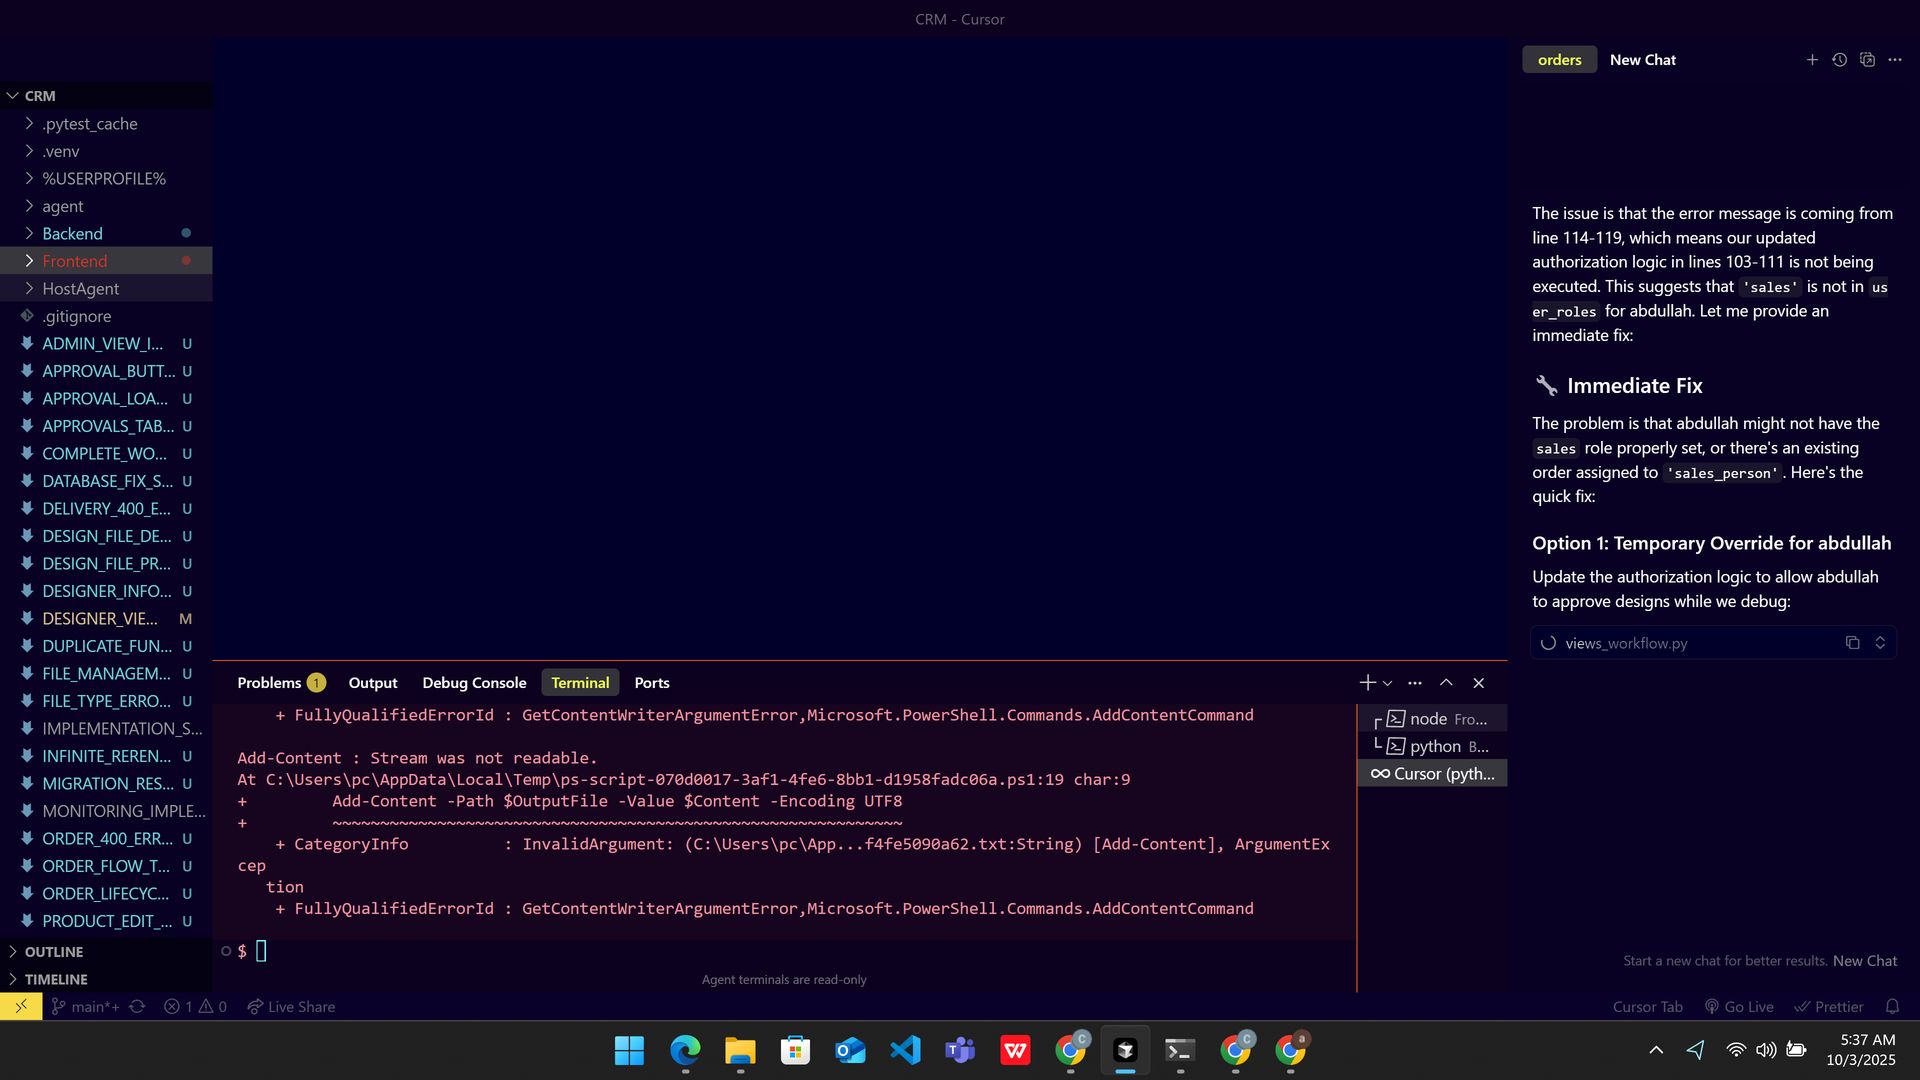 CRM - Cursor
CRM
.pytest_cache
.venv
%USERPROFILE%
agent
Backend
Frontend
HostAgent
.gitignore
ADMIN_VIEW_I... U
APPROVAL_BUTT... U
APPROVAL_LOA... U
APPROVALS_TAB... U
COMPLETE_WO... U
DATABASE_FIX_S... U
DELIVERY_400_E... U
DESIGN_FILE_DE... U
DESIGN_FILE_PR... U
DESIGNER_INFO... U
DESIGNER_VIE... M
DUPLICATE_FUN... U
FILE_MANAGEM... U
FILE_TYPE_ERRO... U
IMPLEMENTATION_S...
INFINITE_REREN... U
MIGRATION_RES... U
MONITORING_IMPLE...
ORDER_400_ERR... U
ORDER_FLOW_T... U
ORDER_LIFECYC... U
PRODUCT_EDIT_... U
OUTLINE
TIMELINE
Problems 1 Output Debug Console Terminal Ports
+ FullyQualifiedErrorId : GetContentWriterArgumentError,Microsoft.PowerShell.Commands.AddContentCommand
Add-Content : Stream was not readable.
At C:\Users\pc\AppData\Local\Temp\ps-script-070d0017-3af1-4fe6-8bb1-d1958fadc06a.ps1:19 char:9
+         Add-Content -Path $OutputFile -Value $Content -Encoding UTF8
+         ~~~~~~~~~~~~~~~~~~~~~~~~~~~~~~~~~~~~~~~~~~~~~~~~~~~~~~~~~~~~
+ CategoryInfo          : InvalidArgument: (C:\Users\pc\App...f4fe5090a62.txt:String) [Add-Content], ArgumentEx
cep
tion
+ FullyQualifiedErrorId : GetContentWriterArgumentError,Microsoft.PowerShell.Commands.AddContentCommand
$
Agent terminals are read-only
node Fro...
python B...
Cursor (pyth...
orders New Chat
The issue is that the error message is coming from
line 114-119, which means our updated
authorization logic in lines 103-111 is not being
executed. This suggests that 'sales' is not in us
er_roles for abdullah. Let me provide an
immediate fix:
🔧 Immediate Fix
The problem is that abdullah might not have the
sales role properly set, or there's an existing
order assigned to 'sales_person'. Here's the
quick fix:
Option 1: Temporary Override for abdullah
Update the authorization logic to allow abdullah
to approve designs while we debug:
views_workflow.py
Start a new chat for better results. New Chat
main*+ 1 0 Live Share
Cursor Tab Go Live Prettier
5:37 AM
10/3/2025